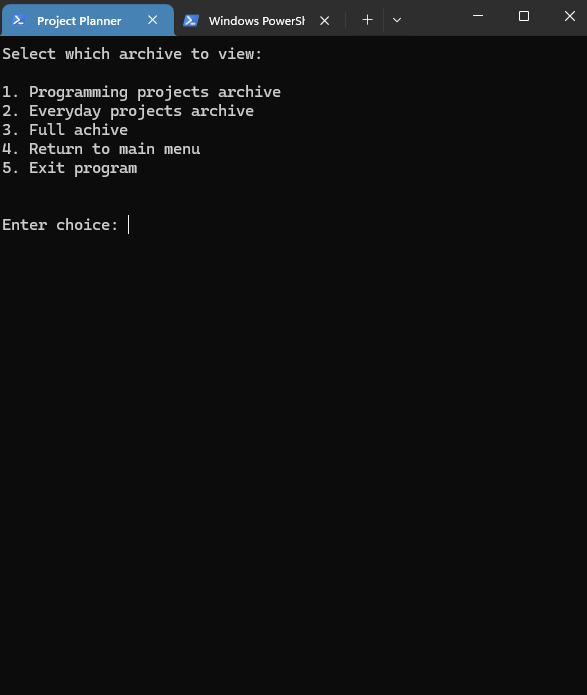 Project Planner
Windows PowerSh
Select which archive to view:
1. Programming projects archive
2. Everyday projects archive
3. Full achive
4. Return to main menu
5. Exit program
Enter choice: